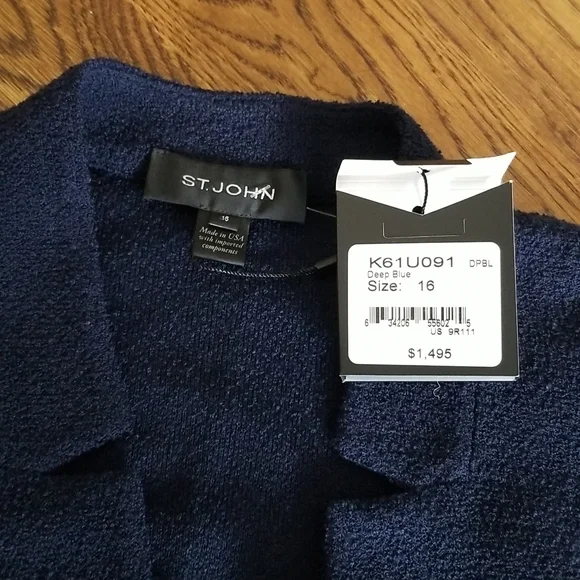 ST. JOHN
16
Made in USA
with imported
components
K61U091 DPBL
Deep Blue
Size: 16
6 34206 55602 5
US 9R111
$1,495